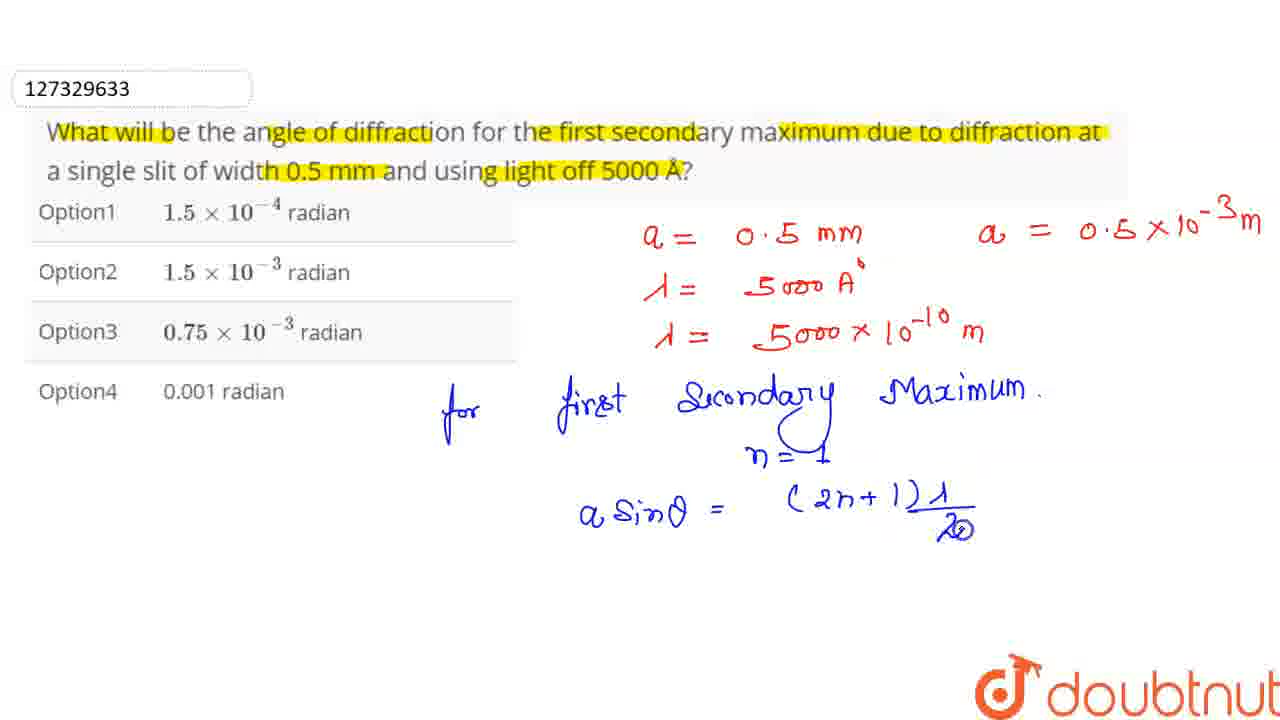 127329633
What will be the angle of diffraction for the first secondary maximum due to diffraction at
a single slit of width 0.5 mm and using light off 5000 Å?
Option1 1.5 × 10⁻⁴ radian
Option2 1.5 × 10⁻³ radian
Option3 0.75 × 10⁻³ radian
Option4 0.001 radian
a = 0.5 mm a = 0.5 × 10⁻³ m
λ = 5000 A°
λ = 5000 × 10⁻¹⁰ m
for first Secondary Maximum.
n = 1
a Sinθ = (2n + 1) λ
2
doubtnut